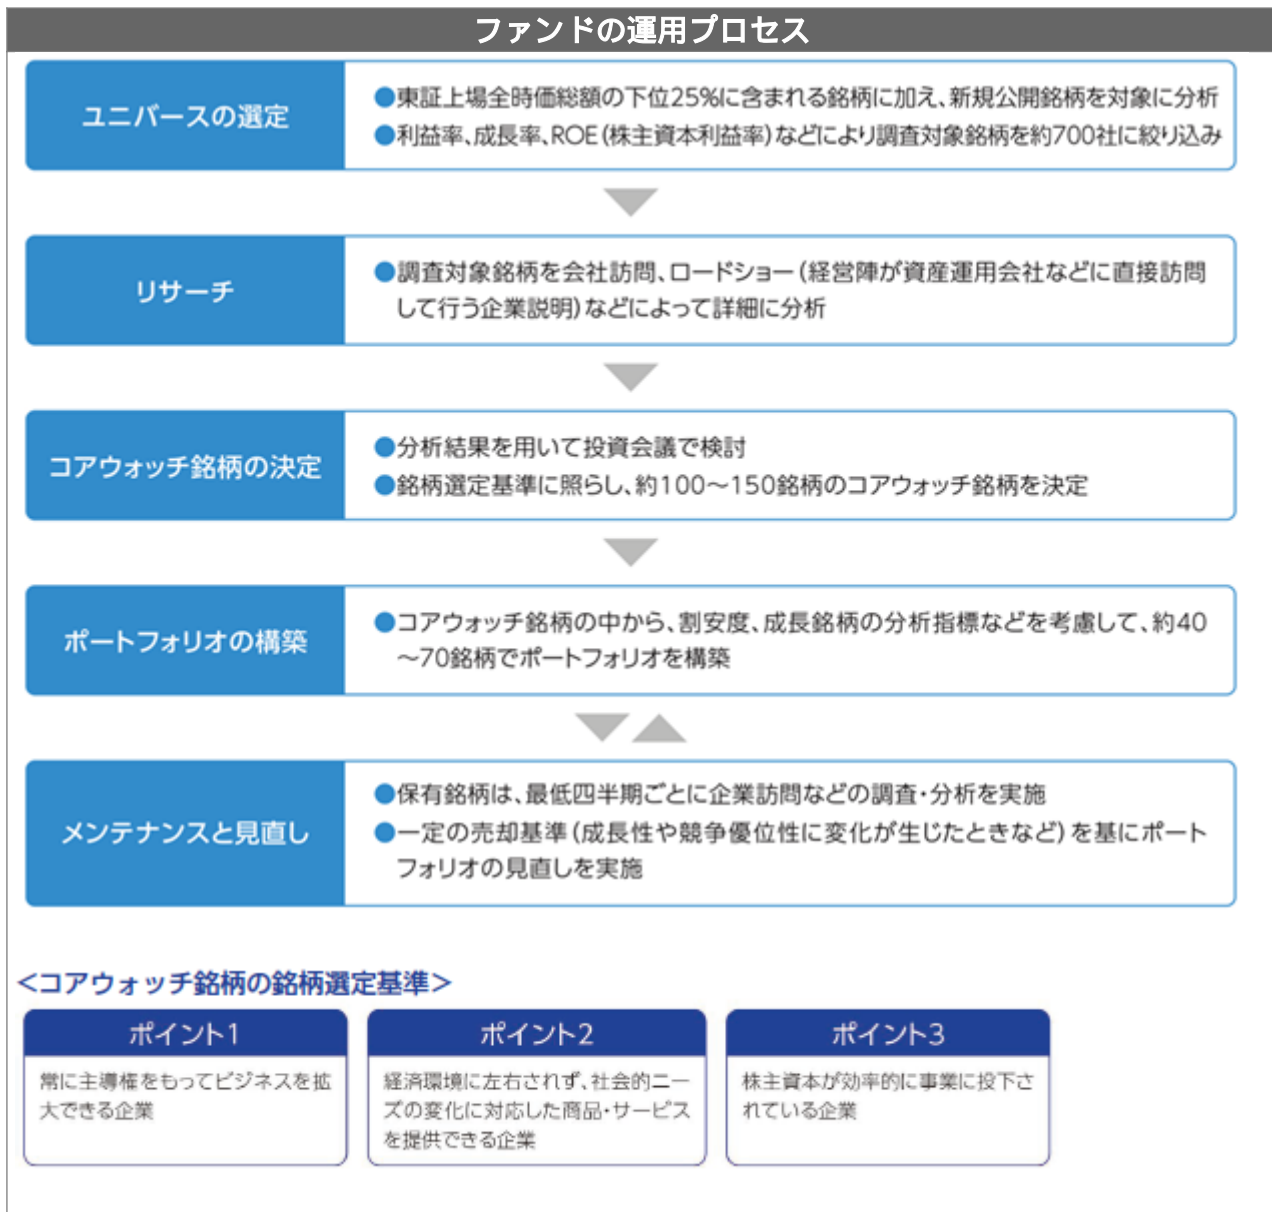 ファンドの運用プロセス
ユニバースの選定
●東証上場全時価総額の下位25%に含まれる銘柄に加え、新規公開銘柄を対象に分析
●利益率、成長率、ROE(株主資本利益率)などにより調査対象銘柄を約700社に絞り込み
リサーチ
●調査対象銘柄を会社訪問、ロードショー(経営陣が資産運用会社などに直接訪問
して行う企業説明)などによって詳細に分析
コアウォッチ銘柄の決定
●分析結果を用いて投資会議で検討
●銘柄選定基準に照らし、約100～150銘柄のコアウォッチ銘柄を決定
ポートフォリオの構築
●コアウォッチ銘柄の中から、割安度、成長銘柄の分析指標などを考慮して、約40
～70銘柄でポートフォリオを構築
メンテナンスと見直し
●保有銘柄は、最低四半期ごとに企業訪問などの調査・分析を実施
●一定の売却基準(成長性や競争優位性に変化が生じたときなど)を基にポート
フォリオの見直しを実施
＜コアウォッチ銘柄の銘柄選定基準＞
ポイント1
常に主導権をもってビジネスを拡
大できる企業
ポイント2
経済環境に左右されず、社会的ニー
ズの変化に対応した商品・サービス
を提供できる企業
ポイント3
株主資本が効率的に事業に投下さ
れている企業